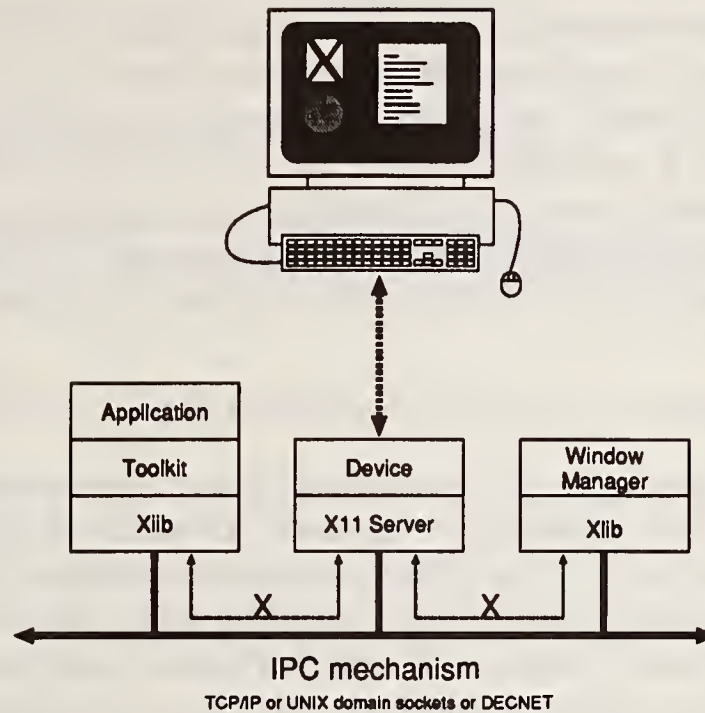 X
Application
Toolkit
Xlib
Device
X11 Server
Window
Manager
Xlib
X
X
IPC mechanism
TCP/IP or UNIX domain sockets or DECNET